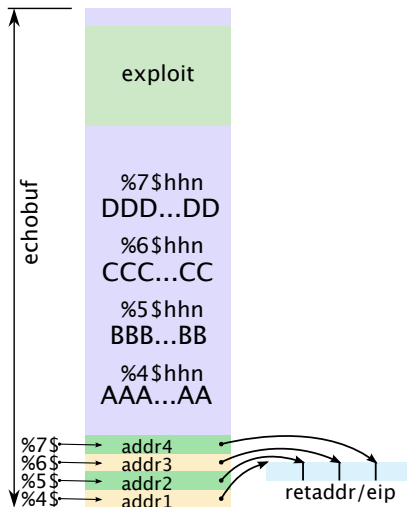 exploit
%7$hhn
DDD...DD
%6$hhn
CCC...CC
%5$hhn
BBB...BB
%4$hhn
AAA...AA
echobuf
%7$ addr4
%6$ addr3
%5$ addr2
%4$ addr1
retaddr/eip